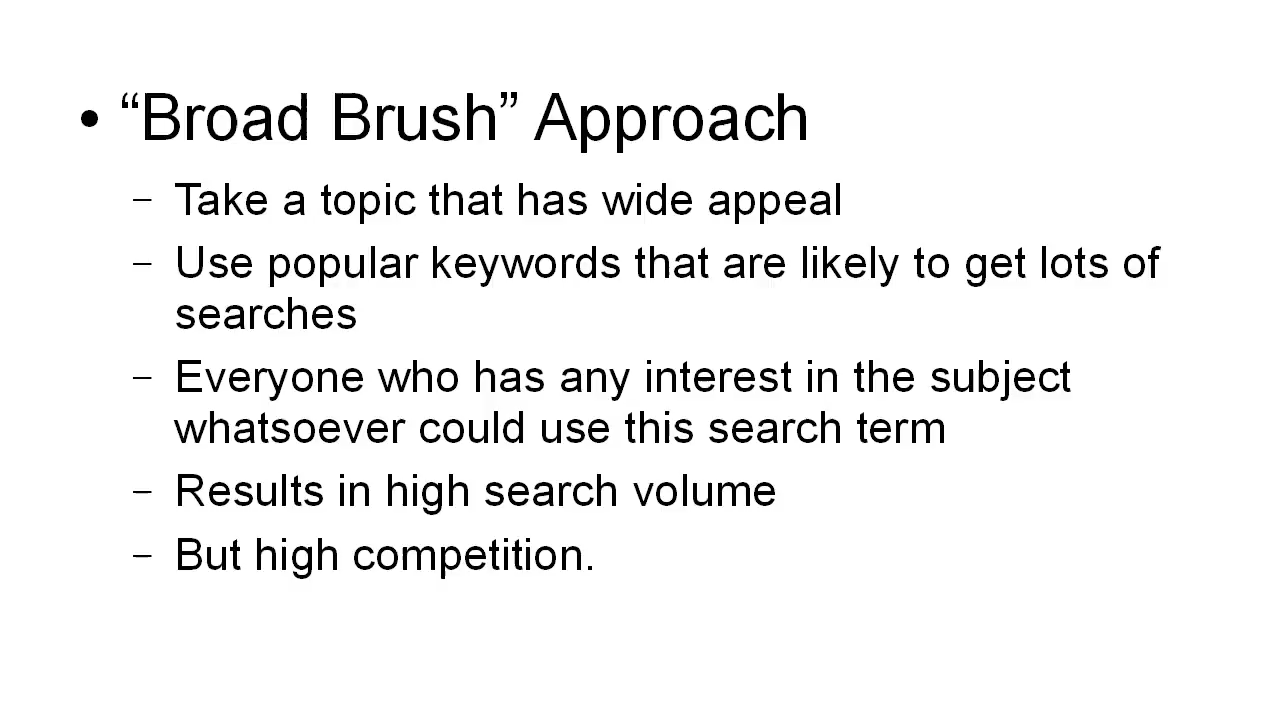 • “Broad Brush” Approach
– Take a topic that has wide appeal
– Use popular keywords that are likely to get lots of
searches
– Everyone who has any interest in the subject
whatsoever could use this search term
– Results in high search volume
– But high competition.